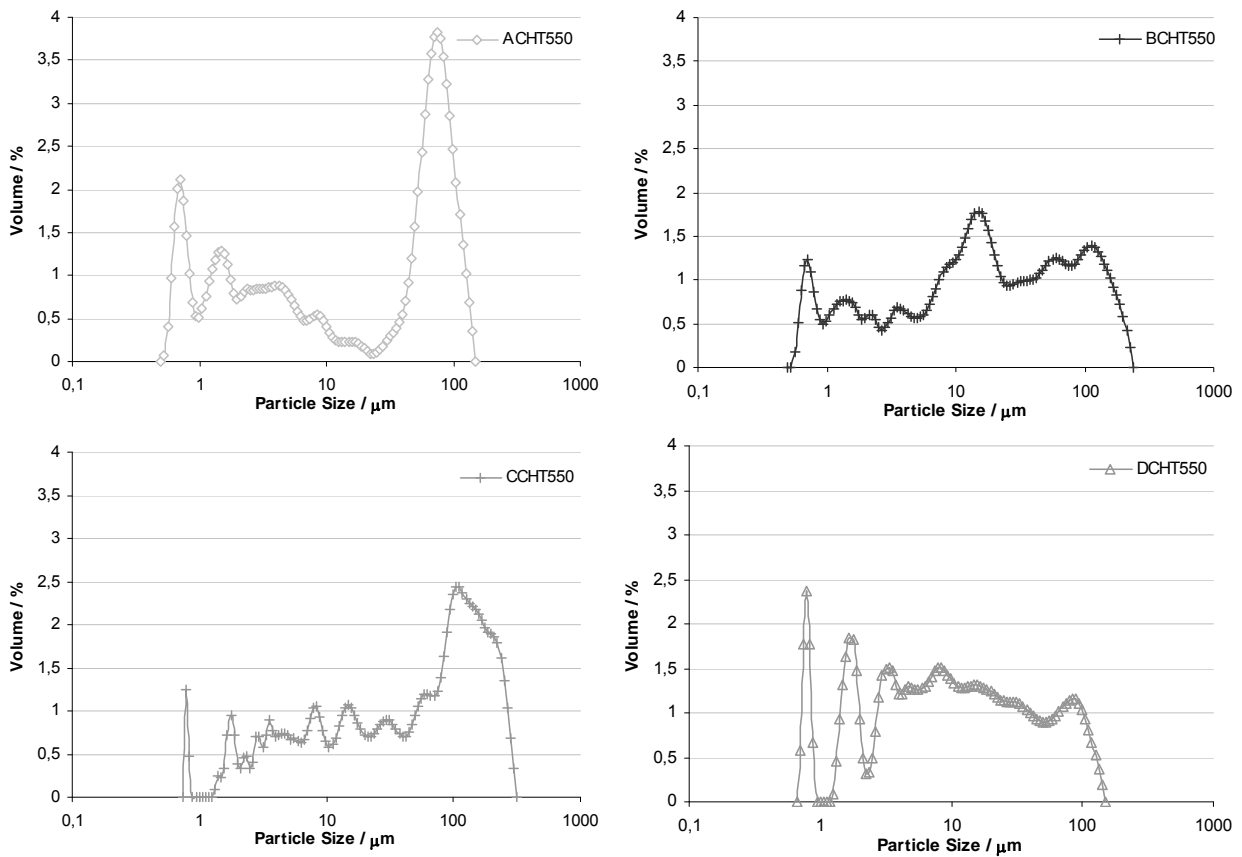 4
3,5
3
2,5
2
1,5
1
0,5
0
Volume / %
ACHT550
0,1 1 10 100 1000
Particle Size / μm
4
3,5
3
2,5
2
1,5
1
0,5
0
Volume / %
BCHT550
0,1 1 10 100 1000
Particle Size / μm
4
3,5
3
2,5
2
1,5
1
0,5
0
Volume / %
CCHT550
0,1 1 10 100 1000
Particle Size / μm
4
3,5
3
2,5
2
1,5
1
0,5
0
Volume / %
DCHT550
0,1 1 10 100 1000
Particle Size / μm